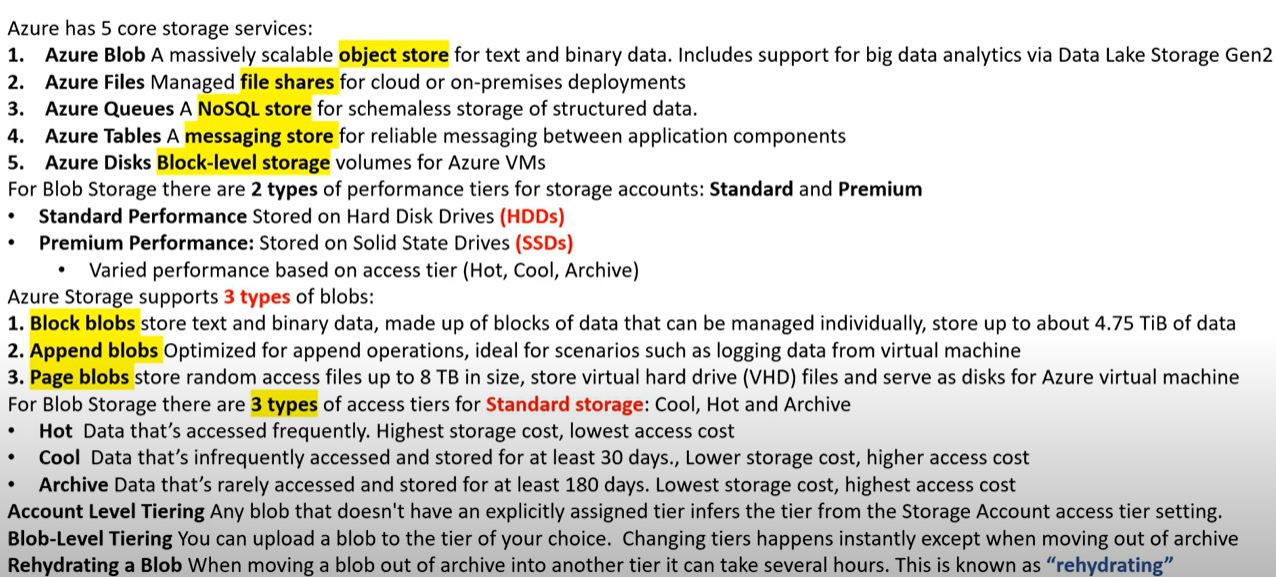 Azure has 5 core storage services:
1. Azure Blob A massively scalable object store for text and binary data. Includes support for big data analytics via Data Lake Storage Gen2
2. Azure Files Managed file shares for cloud or on-premises deployments
3. Azure Queues A NoSQL store for schemaless storage of structured data.
4. Azure Tables A messaging store for reliable messaging between application components
5. Azure Disks Block-level storage volumes for Azure VMs
For Blob Storage there are 2 types of performance tiers for storage accounts: Standard and Premium
• Standard Performance Stored on Hard Disk Drives (HDDs)
• Premium Performance: Stored on Solid State Drives (SSDs)
• Varied performance based on access tier (Hot, Cool, Archive)
Azure Storage supports 3 types of blobs:
1. Block blobs store text and binary data, made up of blocks of data that can be managed individually, store up to about 4.75 TiB of data
2. Append blobs Optimized for append operations, ideal for scenarios such as logging data from virtual machine
3. Page blobs store random access files up to 8 TB in size, store virtual hard drive (VHD) files and serve as disks for Azure virtual machine
For Blob Storage there are 3 types of access tiers for Standard storage: Cool, Hot and Archive
• Hot Data that's accessed frequently. Highest storage cost, lowest access cost
• Cool Data that's infrequently accessed and stored for at least 30 days., Lower storage cost, higher access cost
• Archive Data that's rarely accessed and stored for at least 180 days. Lowest storage cost, highest access cost
Account Level Tiering Any blob that doesn't have an explicitly assigned tier infers the tier from the Storage Account access tier setting.
Blob-Level Tiering You can upload a blob to the tier of your choice. Changing tiers happens instantly except when moving out of archive
Rehydrating a Blob When moving a blob out of archive into another tier it can take several hours. This is known as “rehydrating”